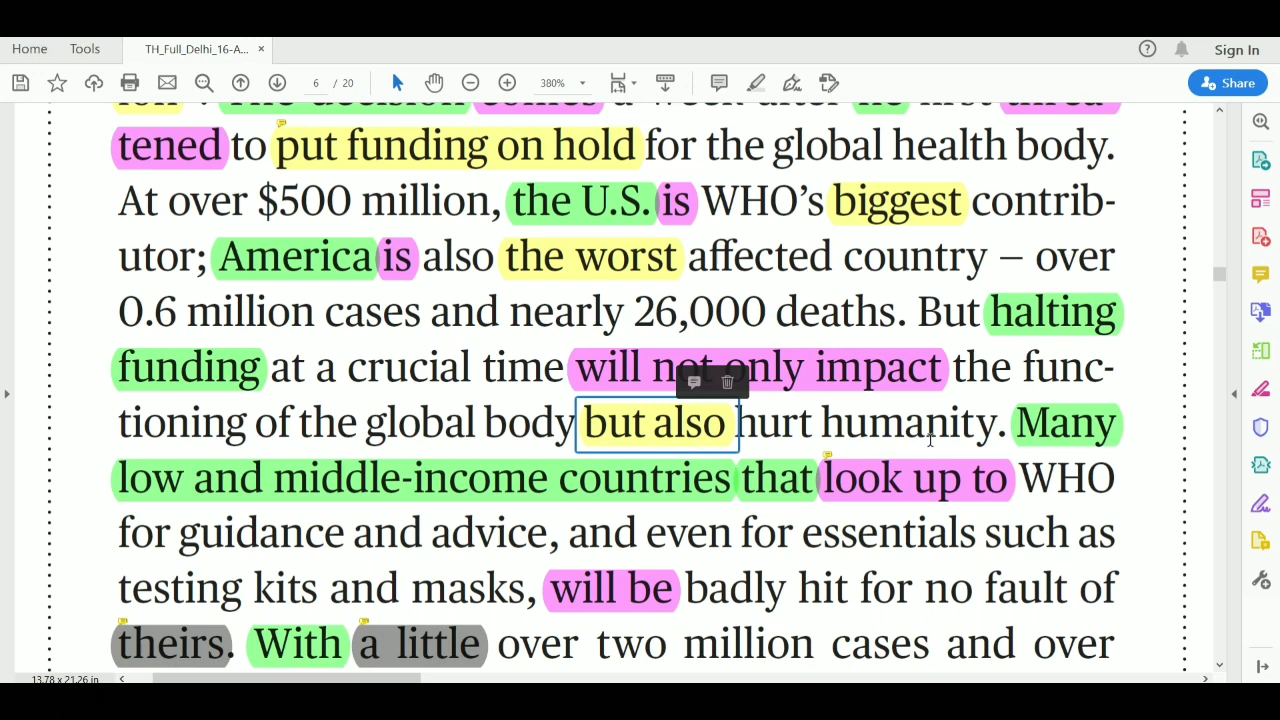 Home Tools TH_Full_Delhi_16-A... × Sign In
6 / 20 380% Share
tened to put funding on hold for the global health body.
At over $500 million, the U.S. is WHO’s biggest contrib-
utor; America is also the worst affected country – over
0.6 million cases and nearly 26,000 deaths. But halting
funding at a crucial time will not only impact the func-
tioning of the global body but also hurt humanity. Many
low and middle-income countries that look up to WHO
for guidance and advice, and even for essentials such as
testing kits and masks, will be badly hit for no fault of
theirs. With a little over two million cases and over
13.78 x 21.26 in